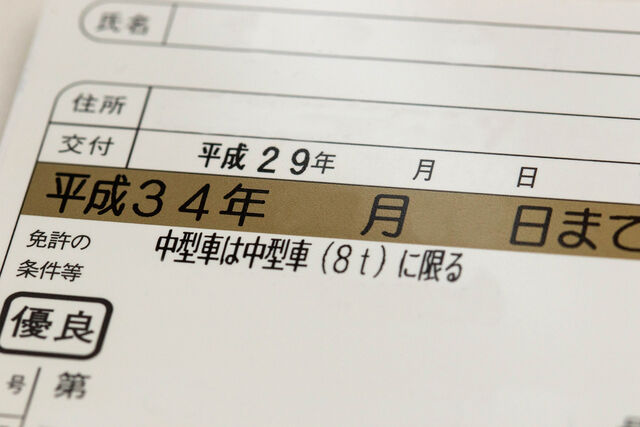 氏名
住所
交付 平成29年 月 日
平成34年 月 日まで
免許の条件等 中型車は中型車(8t)に限る
優良
号 第